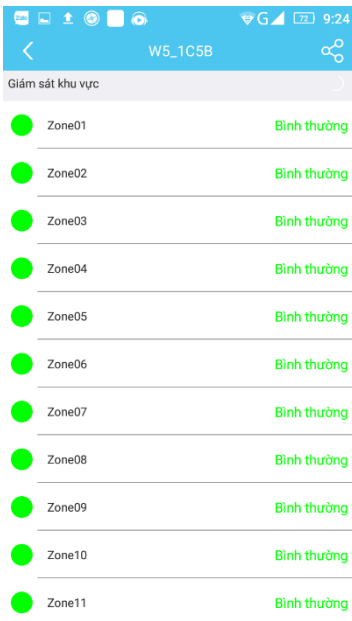 Zalo G 72 9:24
W5_1C5B
Giám sát khu vực
Zone01 Bình thường
Zone02 Bình thường
Zone03 Bình thường
Zone04 Bình thường
Zone05 Bình thường
Zone06 Bình thường
Zone07 Bình thường
Zone08 Bình thường
Zone09 Bình thường
Zone10 Bình thường
Zone11 Bình thường